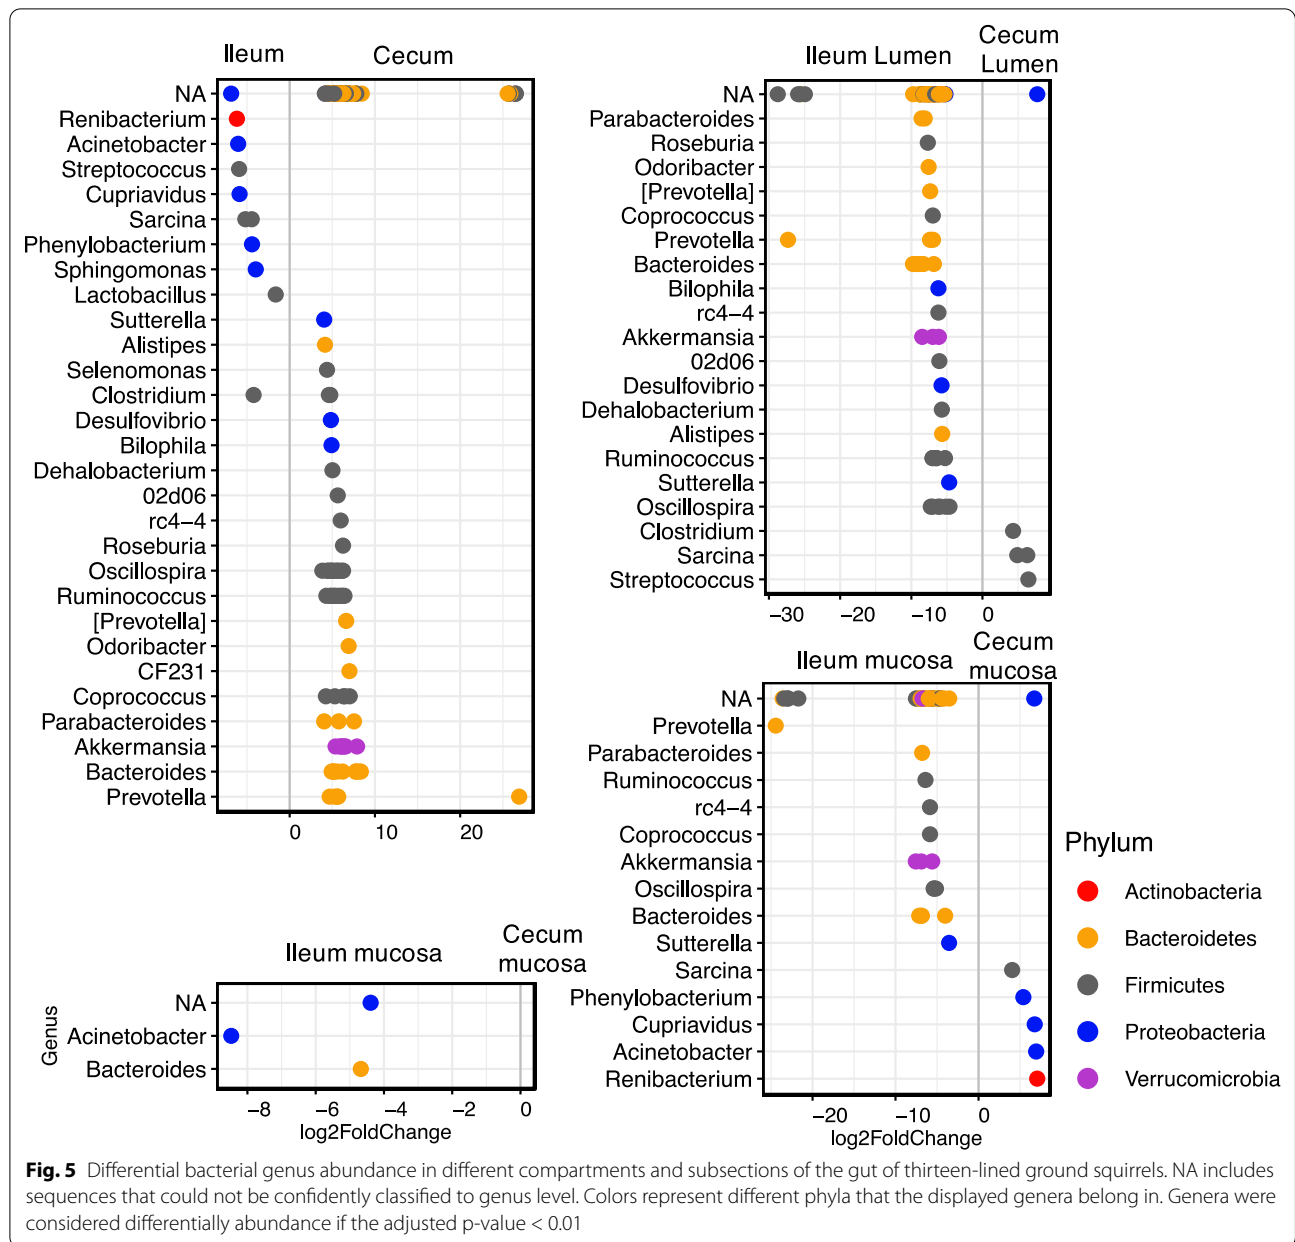 Ileum
Cecum
NA
Renibacterium
Acinetobacter
Streptococcus
Cupriavidus
Sarcina
Phenylobacterium
Sphingomonas
Lactobacillus
Sutterella
Alistipes
Selenomonas
Clostridium
Desulfovibrio
Bilophila
Dehalobacterium
02d06
rc4-4
Roseburia
Oscillospira
Ruminococcus
[Prevotella]
Odoribacter
CF231
Coprococcus
Parabacteroides
Akkermansia
Bacteroides
Prevotella
0 10 20
Ileum Lumen
Cecum
Lumen
NA
Parabacteroides
Roseburia
Odoribacter
[Prevotella]
Coprococcus
Prevotella
Bacteroides
Bilophila
rc4-4
Akkermansia
02d06
Desulfovibrio
Dehalobacterium
Alistipes
Ruminococcus
Sutterella
Oscillospira
Clostridium
Sarcina
Streptococcus
-30 -20 -10 0
Ileum mucosa
Cecum
mucosa
Genus
NA
Acinetobacter
Bacteroides
-8 -6 -4 -2 0
log2FoldChange
Ileum mucosa
Cecum
mucosa
NA
Prevotella
Parabacteroides
Ruminococcus
rc4-4
Coprococcus
Akkermansia
Oscillospira
Bacteroides
Sutterella
Sarcina
Phenylobacterium
Cupriavidus
Acinetobacter
Renibacterium
-20 -10 0
log2FoldChange
Phylum
Actinobacteria
Bacteroidetes
Firmicutes
Proteobacteria
Verrucomicrobia
Fig. 5 Differential bacterial genus abundance in different compartments and subsections of the gut of thirteen-lined ground squirrels. NA includes
sequences that could not be confidently classified to genus level. Colors represent different phyla that the displayed genera belong in. Genera were
considered differentially abundance if the adjusted p-value < 0.01